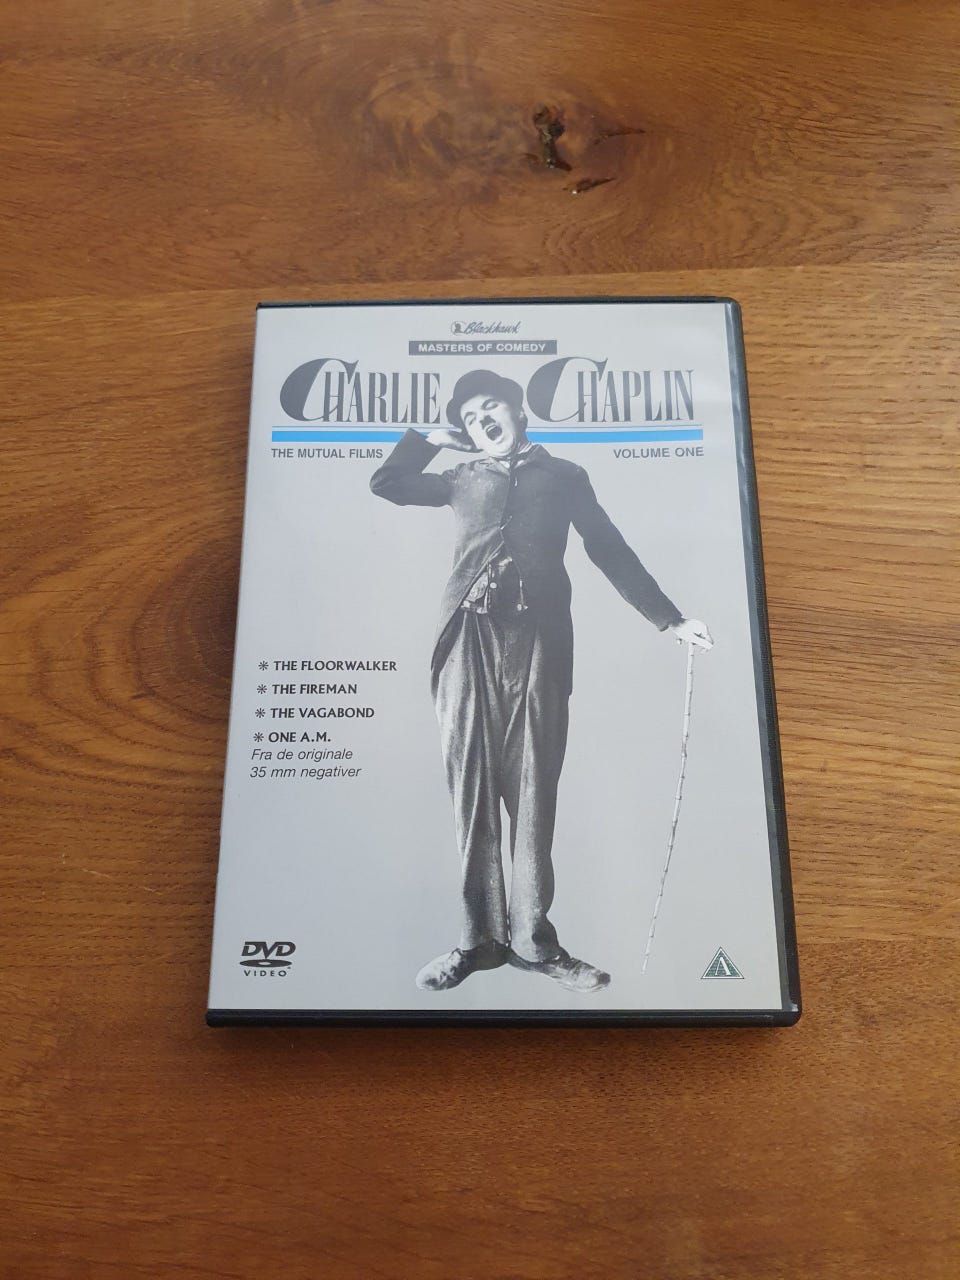 Blackhawk
MASTERS OF COMEDY
CHARLIE CHAPLIN
THE MUTUAL FILMS
VOLUME ONE
❋ THE FLOORWALKER
❋ THE FIREMAN
❋ THE VAGABOND
❋ ONE A.M.
Fra de originale
35 mm negativer
DVD
VIDEO
A